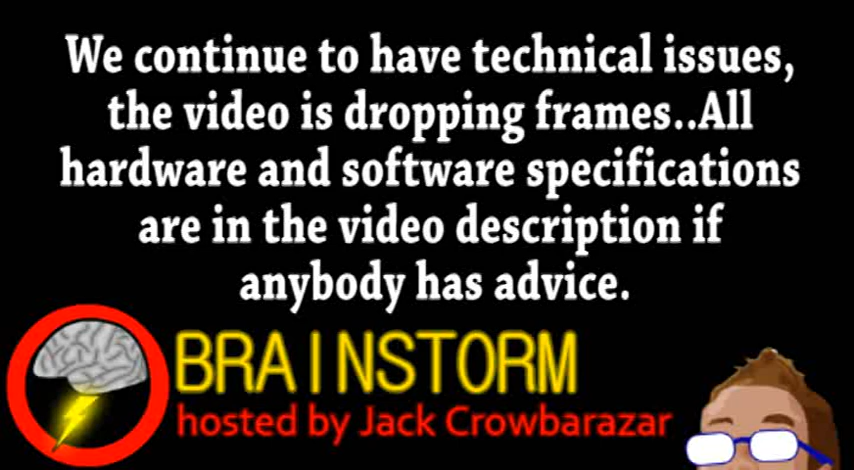 We continue to have technical issues,
the video is dropping frames..All
hardware and software specifications
are in the video description if
anybody has advice.
BRAINSTORM
hosted by Jack Crowbarazar